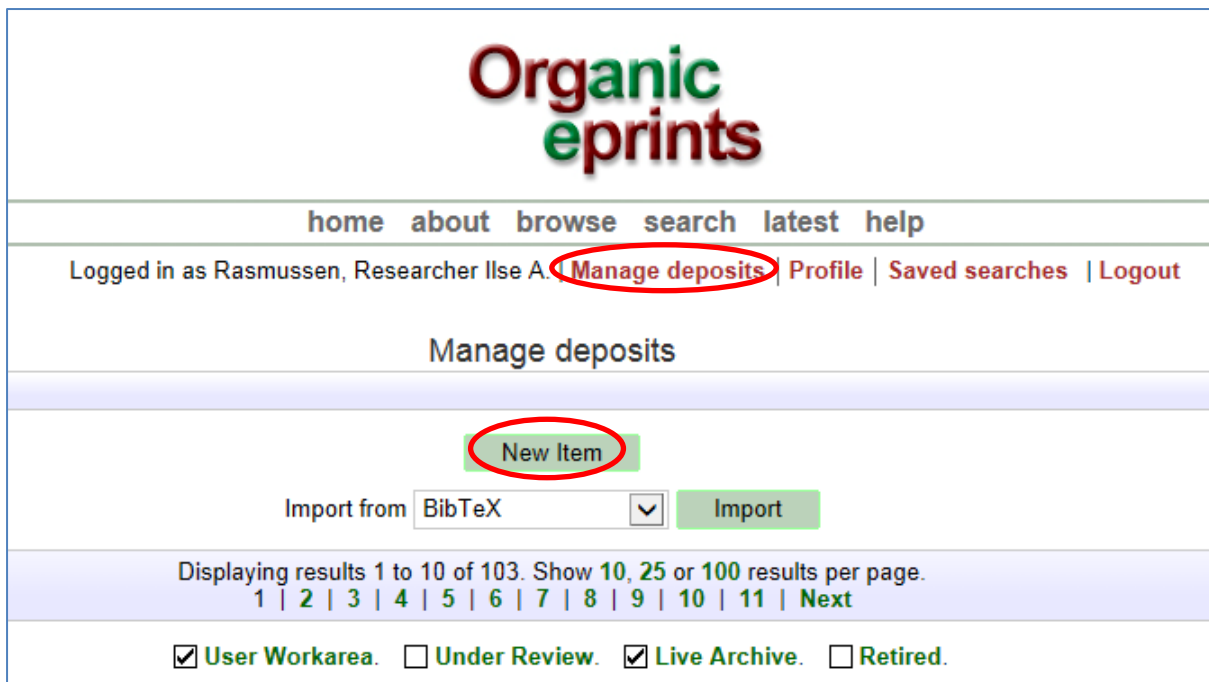 Organic
eprints
home about browse search latest help
Logged in as Rasmussen, Researcher Ilse A. | Manage deposits | Profile | Saved searches | Logout
Manage deposits
New Item
Import from BibTeX Import
Displaying results 1 to 10 of 103. Show 10, 25 or 100 results per page.
1 | 2 | 3 | 4 | 5 | 6 | 7 | 8 | 9 | 10 | 11 | Next
User Workarea. Under Review. Live Archive. Retired.